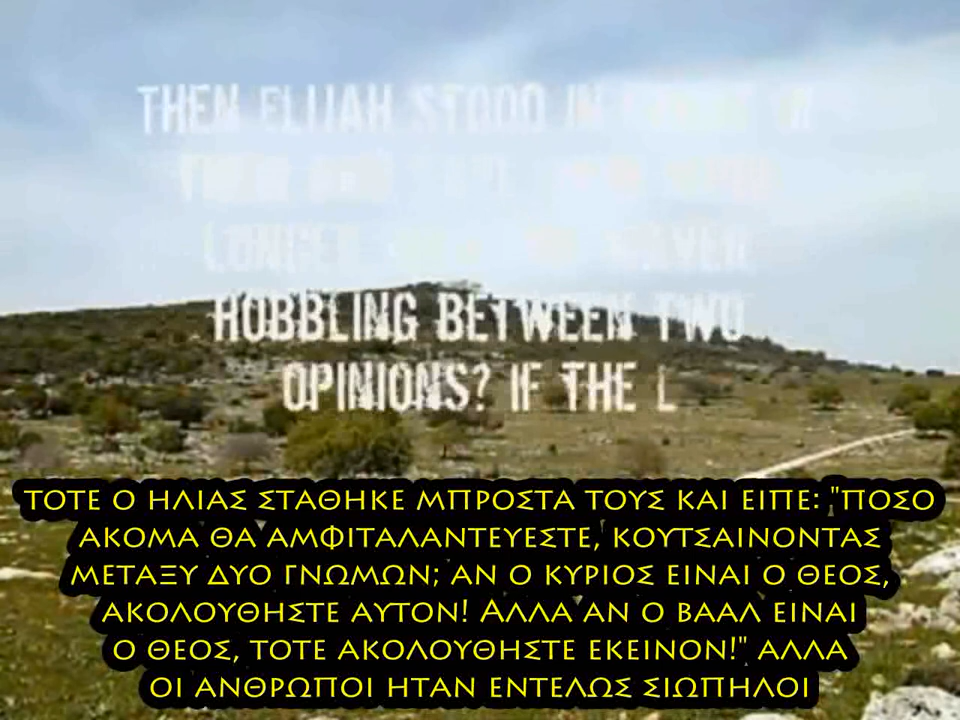 THEN ELIJAH STOOD IN
LONGER
HOBBLING BETWEEN TWO
OPINIONS? IF THE L
ΤΟΤΕ Ο ΗΛΙΑΣ ΣΤΑΘΗΚΕ ΜΠΡΟΣΤΑ ΤΟΥΣ ΚΑΙ ΕΙΠΕ: "ΠΟΣΟ
ΑΚΟΜΑ ΘΑ ΑΜΦΙΤΑΛΑΝΤΕΥΕΣΤΕ, ΚΟΥΤΣΑΙΝΟΝΤΑΣ
ΜΕΤΑΞΥ ΔΥΟ ΓΝΩΜΩΝ; ΑΝ Ο ΚΥΡΙΟΣ ΕΙΝΑΙ Ο ΘΕΟΣ,
ΑΚΟΛΟΥΘΗΣΤΕ ΑΥΤΟΝ! ΑΛΛΑ ΑΝ Ο ΒΑΑΛ ΕΙΝΑΙ
Ο ΘΕΟΣ, ΤΟΤΕ ΑΚΟΛΟΥΘΗΣΤΕ ΕΚΕΙΝΟΝ!" ΑΛΛΑ
ΟΙ ΑΝΘΡΩΠΟΙ ΗΤΑΝ ΕΝΤΕΛΩΣ ΣΙΩΠΗΛΟΙ